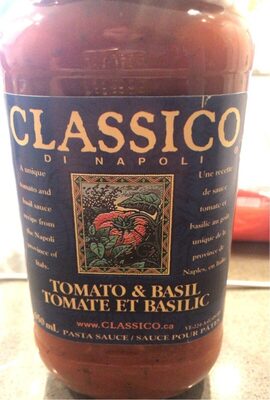 CLASSICO
DI NAPOLI
A unique
tomato and
basil sauce
recipe from
the Napoli
province of
Italy.
Une recette
de sauce
tomate et
basilic au goût
unique de la
province de
Naples, en Italie.
TOMATO & BASIL
TOMATE ET BASILIC
www.CLASSICO.ca
650 mL
PASTA SAUCE / SAUCE POUR PÂTES